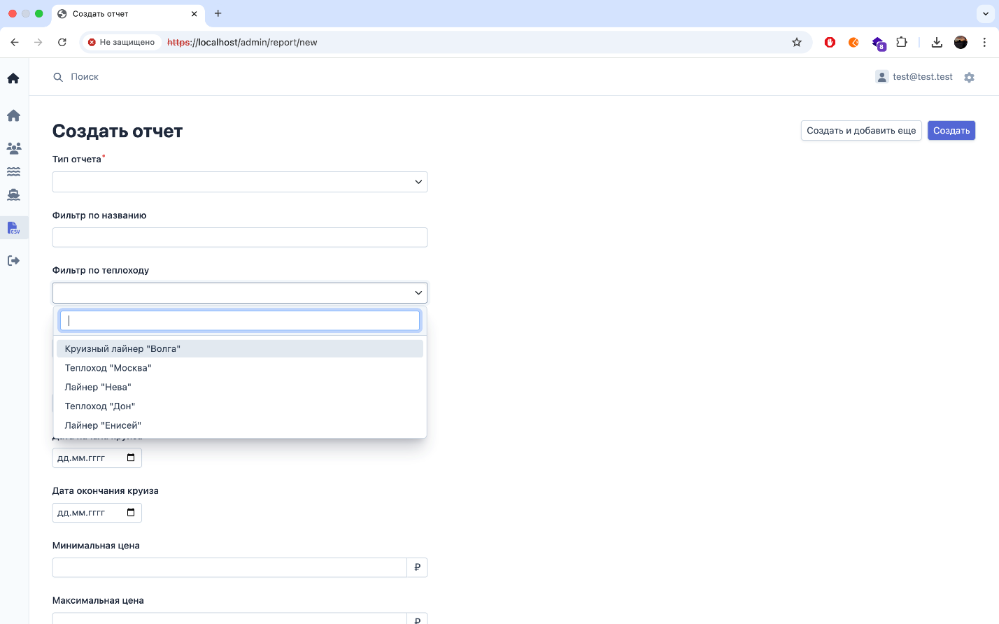 Создать отчет
Не защищено
https://localhost/admin/report/new
8
Поиск
test@test.test
Создать отчет
Создать и добавить еще
Создать
Тип отчета*
Фильтр по названию
Фильтр по теплоходу
Круизный лайнер "Волга"
Теплоход "Москва"
Лайнер "Нева"
Теплоход "Дон"
Лайнер "Енисей"
дд.мм.гггг
Дата окончания круиза
дд.мм.гггг
Минимальная цена
₽
Максимальная цена
₽
CSV